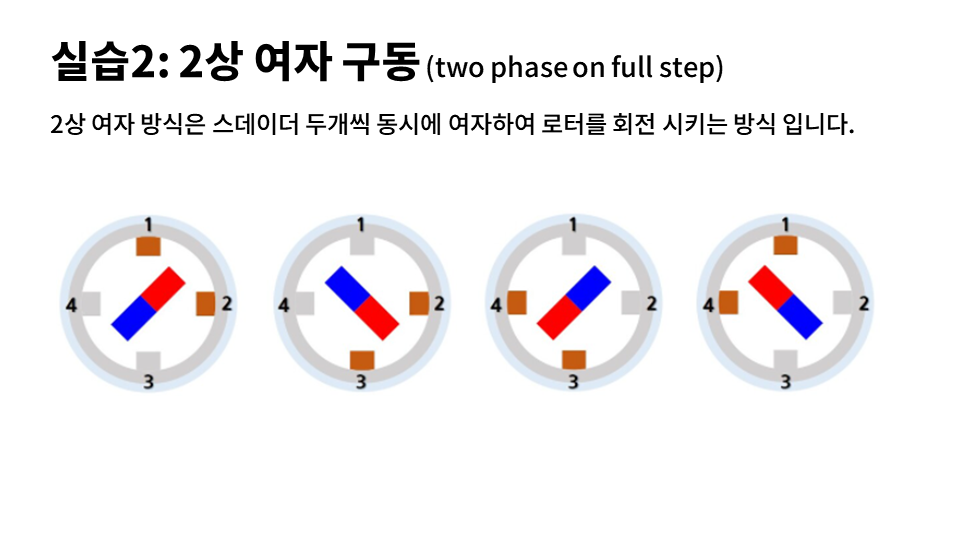 실습2: 2상 여자 구동 (two phase on full step)
2상 여자 방식은 스데이더 두개씩 동시에 여자하여 로터를 회전 시키는 방식 입니다.
1 1 1 1
4 2 4 2 4 2 4 2
3 3 3 3